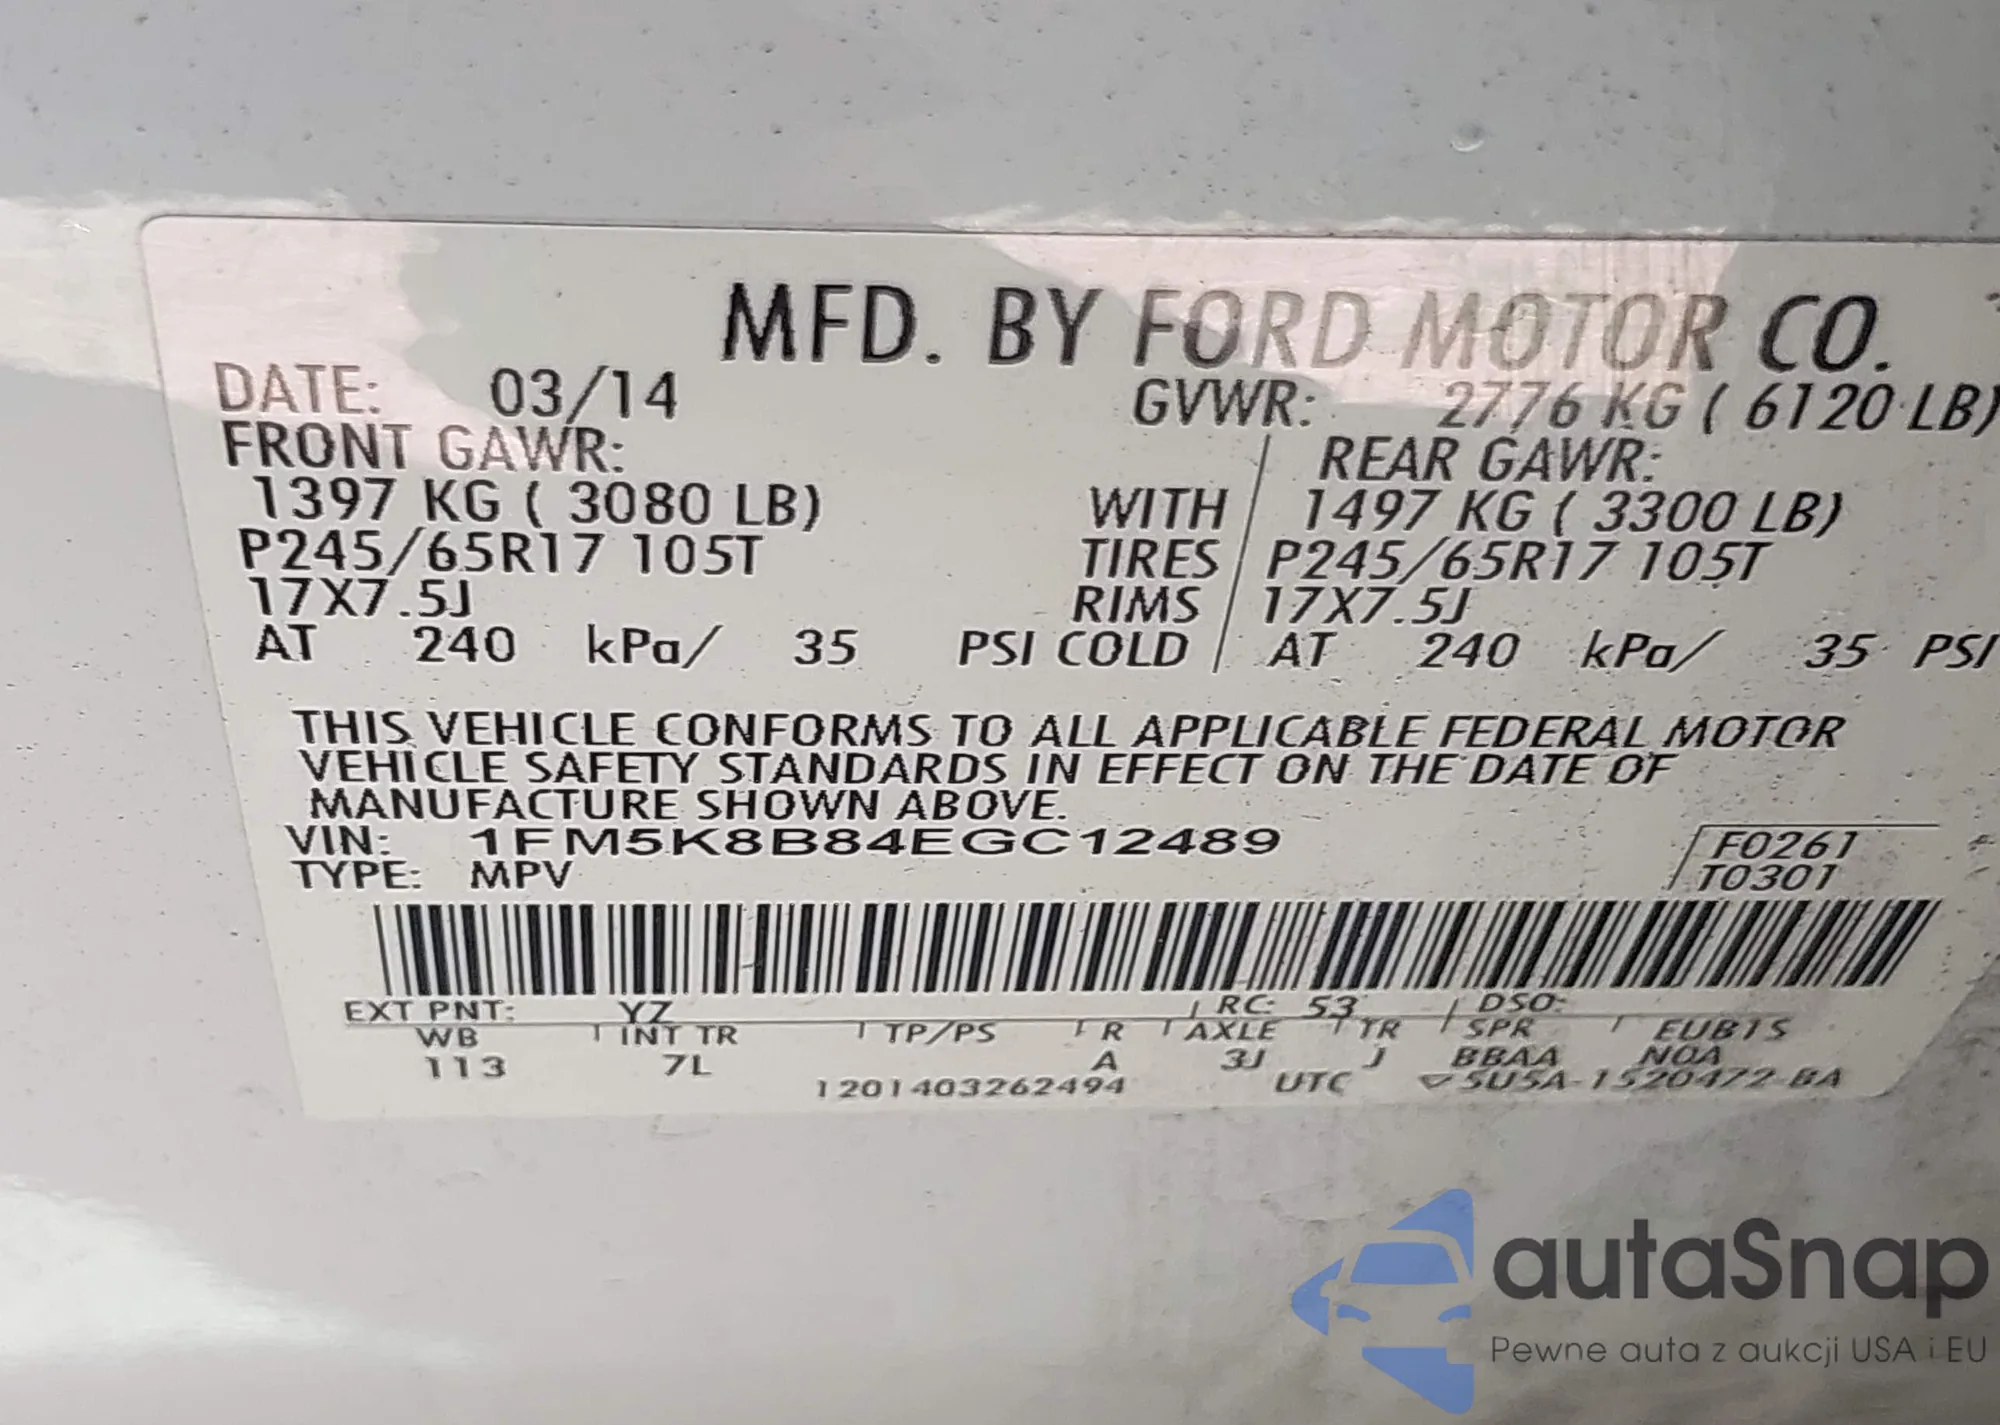 MFD. BY FORD MOTOR CO.
DATE: 03/14 GVWR: 2776 KG ( 6120 LB)
FRONT GAWR: REAR GAWR:
1397 KG ( 3080 LB) WITH 1497 KG ( 3300 LB)
P245/65R17 105T TIRES P245/65R17 105T
17X7.5J RIMS 17X7.5J
AT 240 kPa/ 35 PSI COLD AT 240 kPa/ 35 PSI
THIS VEHICLE CONFORMS TO ALL APPLICABLE FEDERAL MOTOR
VEHICLE SAFETY STANDARDS IN EFFECT ON THE DATE OF
MANUFACTURE SHOWN ABOVE.
VIN: 1FM5K8B84EGC12489 F0261
TYPE: MPV T0301
EXT PNT: YZ RC: 53 DSO:
WB INT TR TP/PS R AXLE TR SPR EUBTS
113 7L A 3J J BBAA NOA
1201403262494 UTC 5U5A-1520472-BA
autaSnap
Pewne auta z aukcji USA i EU